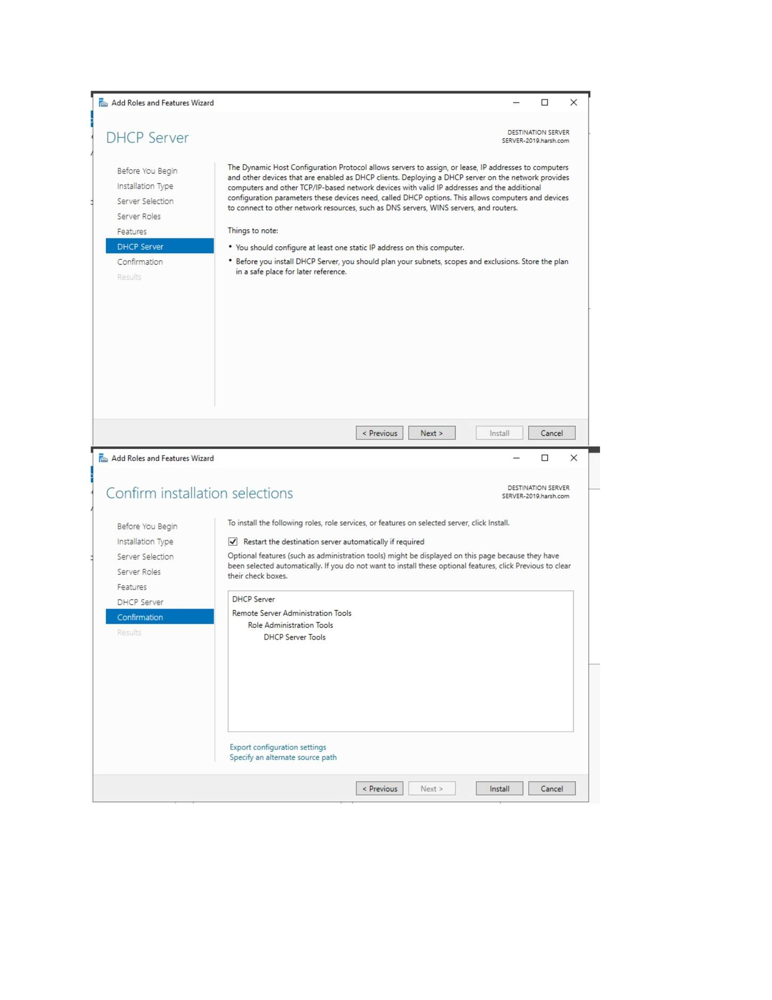 Add Roles and Features Wizard
DHCP Server
DESTINATION SERVER
SERVER-2019.harsh.com
Before You Begin
Installation Type
Server Selection
Server Roles
Features
DHCP Server
Confirmation
Results
The Dynamic Host Configuration Protocol allows servers to assign, or lease, IP addresses to computers
and other devices that are enabled as DHCP clients. Deploying a DHCP server on the network provides
computers and other TCP/IP-based network devices with valid IP addresses and the additional
configuration parameters these devices need, called DHCP options. This allows computers and devices
to connect to other network resources, such as DNS servers, WINS servers, and routers.
Things to note:
• You should configure at least one static IP address on this computer.
• Before you install DHCP Server, you should plan your subnets, scopes and exclusions. Store the plan
in a safe place for later reference.
< Previous
Next >
Install
Cancel
Add Roles and Features Wizard
Confirm installation selections
DESTINATION SERVER
SERVER-2019.harsh.com
Before You Begin
Installation Type
Server Selection
Server Roles
Features
DHCP Server
Confirmation
Results
To install the following roles, role services, or features on selected server, click Install.
Restart the destination server automatically if required
Optional features (such as administration tools) might be displayed on this page because they have
been selected automatically. If you do not want to install these optional features, click Previous to clear
their check boxes.
DHCP Server
Remote Server Administration Tools
Role Administration Tools
DHCP Server Tools
Export configuration settings
Specify an alternate source path
< Previous
Next >
Install
Cancel